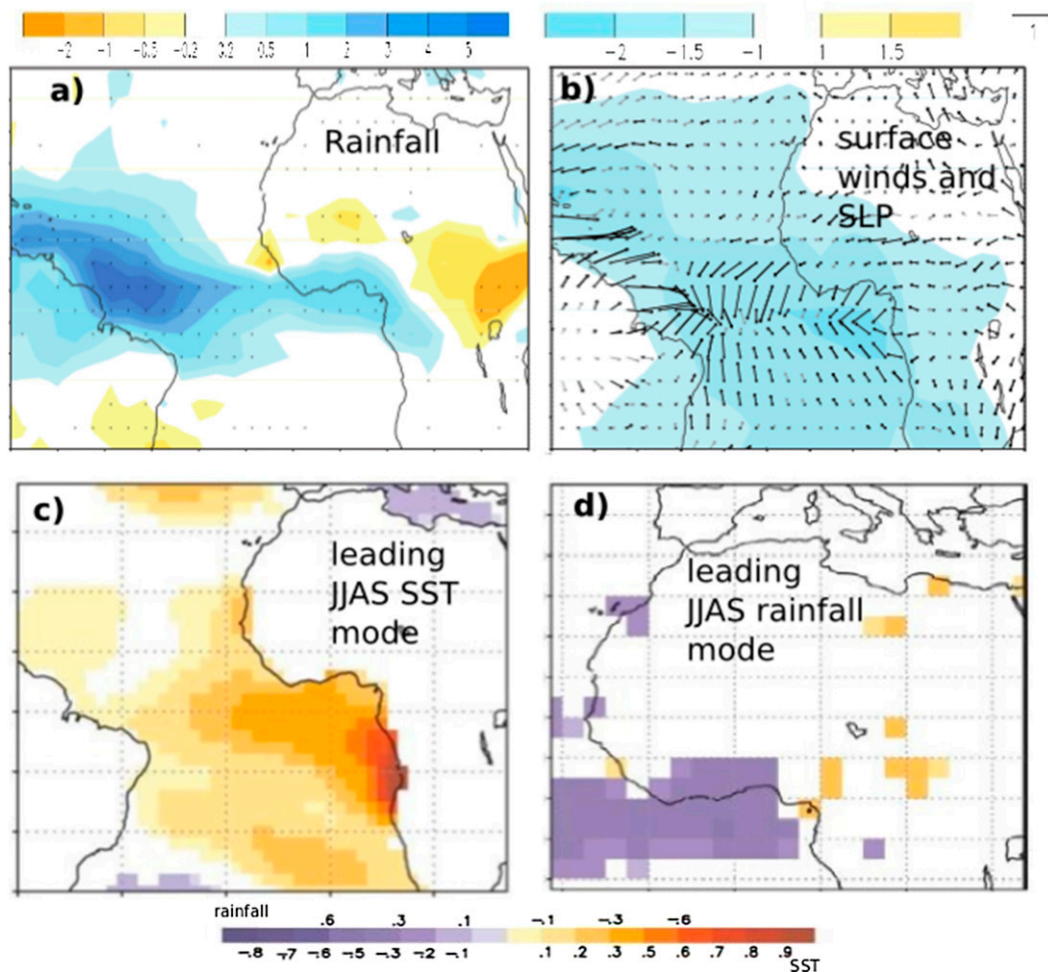 -2 -1 -0.5 -0.2 0.2 0.5 1 2 3 4 5
-2 -1.5 -1 1 1.5 1
a)
Rainfall
b)
surface
winds and
SLP
c)
leading
JJAS SST
mode
d)
leading
JJAS rainfall
mode
rainfall
.6 .3 .1 -.1 -.3 -.6
-.8 -.7 -.6 -.5 -.3 -.2 -.1 .1 .2 .3 .5 .6 .7 .8 .9
SST